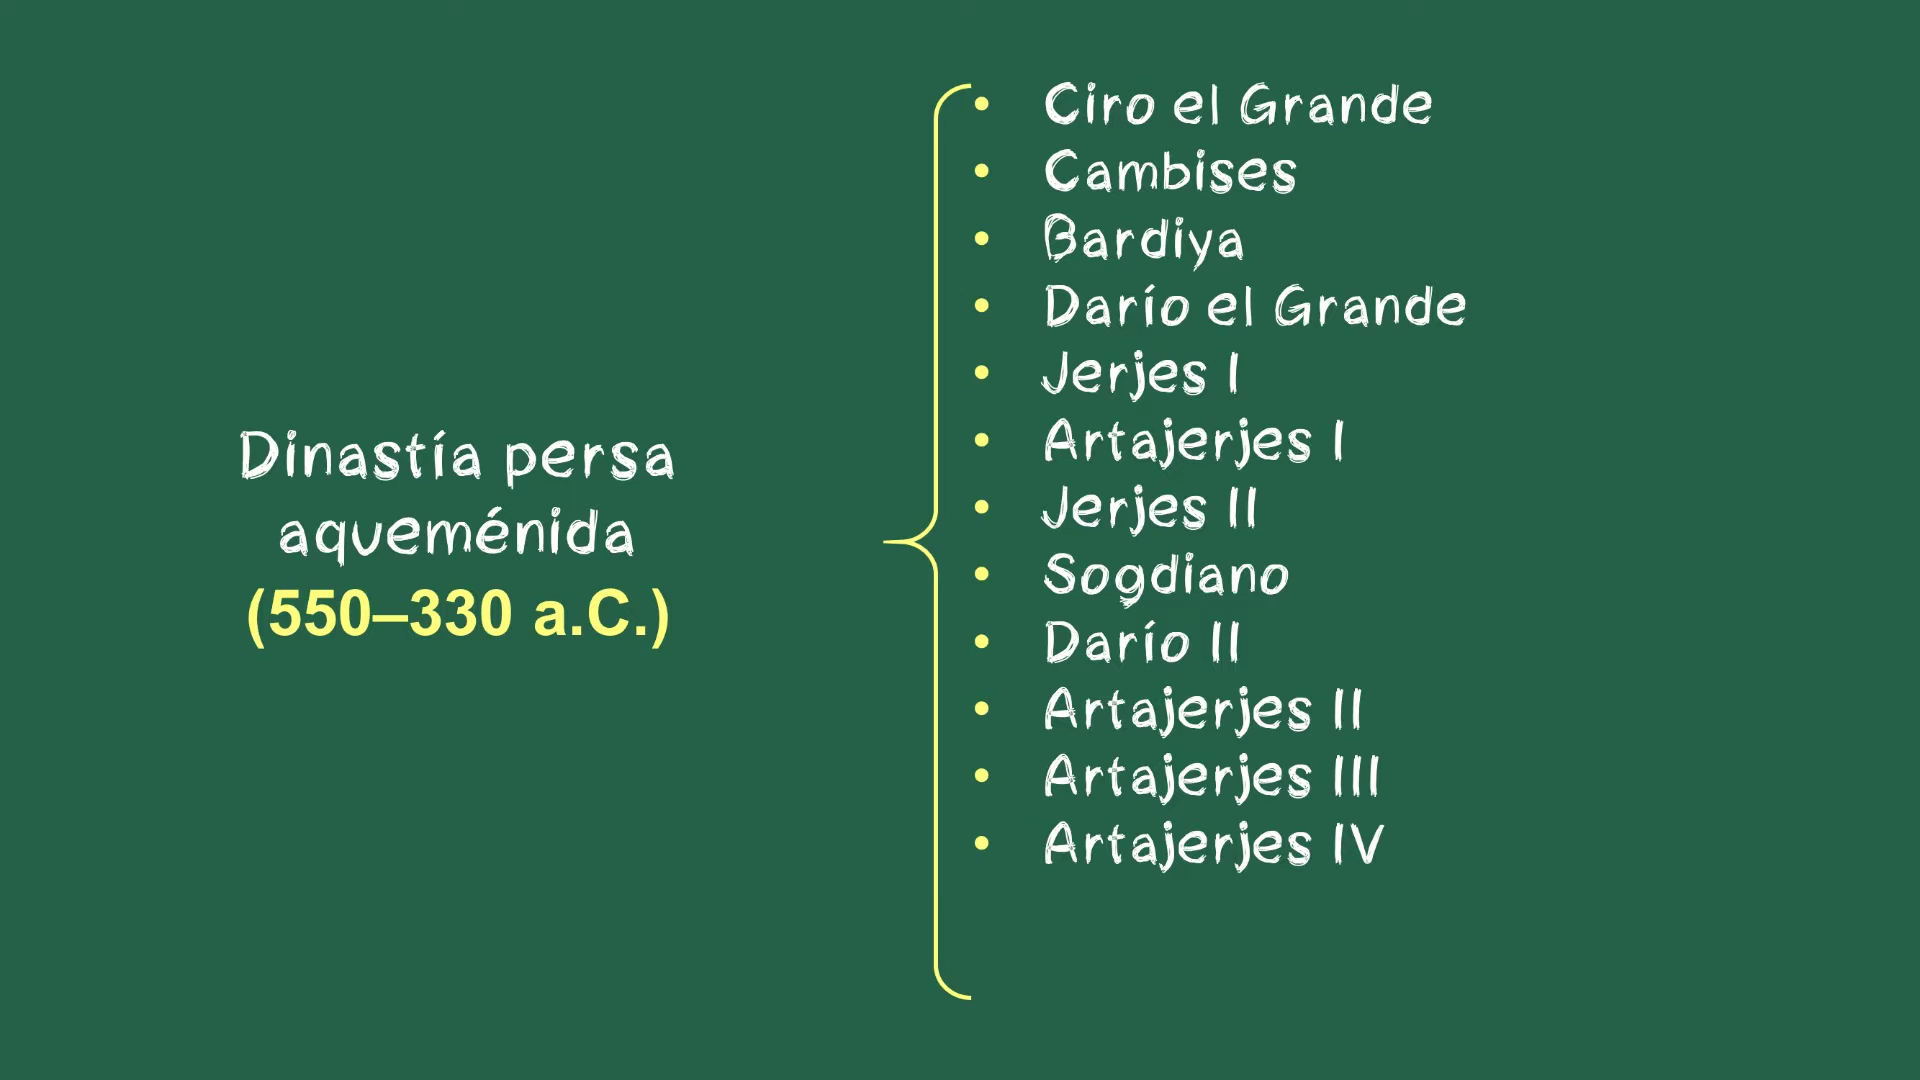 Dinastía persa
aqueménida
(550–330 a.C.)
• Ciro el Grande
• Cambises
• Bardiya
• Darío el Grande
• Jerjes I
• Artajerjes I
• Jerjes II
• Sogdiano
• Darío II
• Artajerjes II
• Artajerjes III
• Artajerjes IV